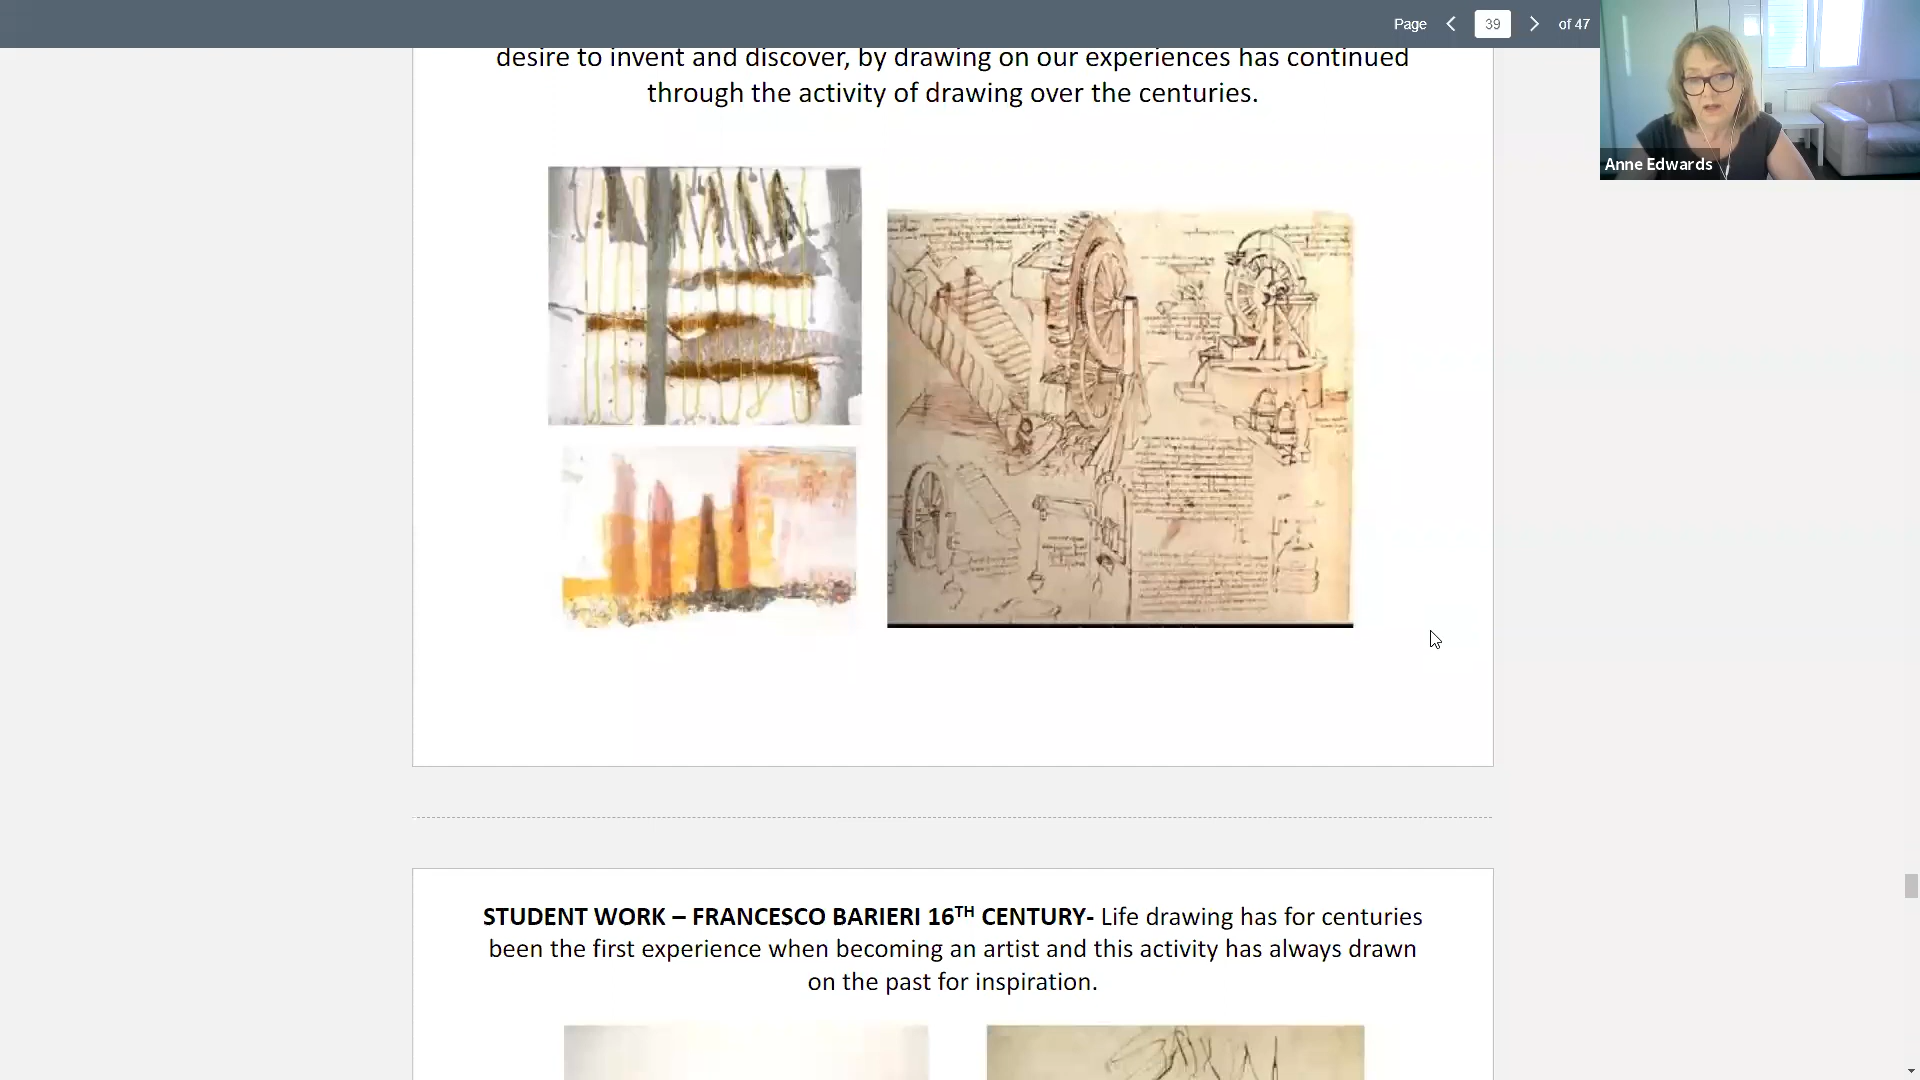 Page 39 of 47
desire to invent and discover, by drawing on our experiences has continued
through the activity of drawing over the centuries.
Anne Edwards
STUDENT WORK – FRANCESCO BARIERI 16TH CENTURY- Life drawing has for centuries
been the first experience when becoming an artist and this activity has always drawn
on the past for inspiration.